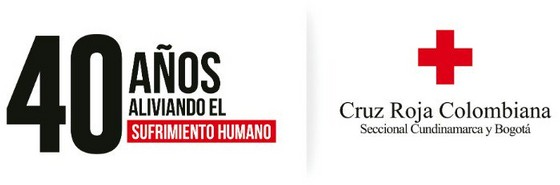 40 AÑOS
ALIVIANDO EL
SUFRIMIENTO HUMANO
Cruz Roja Colombiana
Seccional Cundinamarca y Bogotá